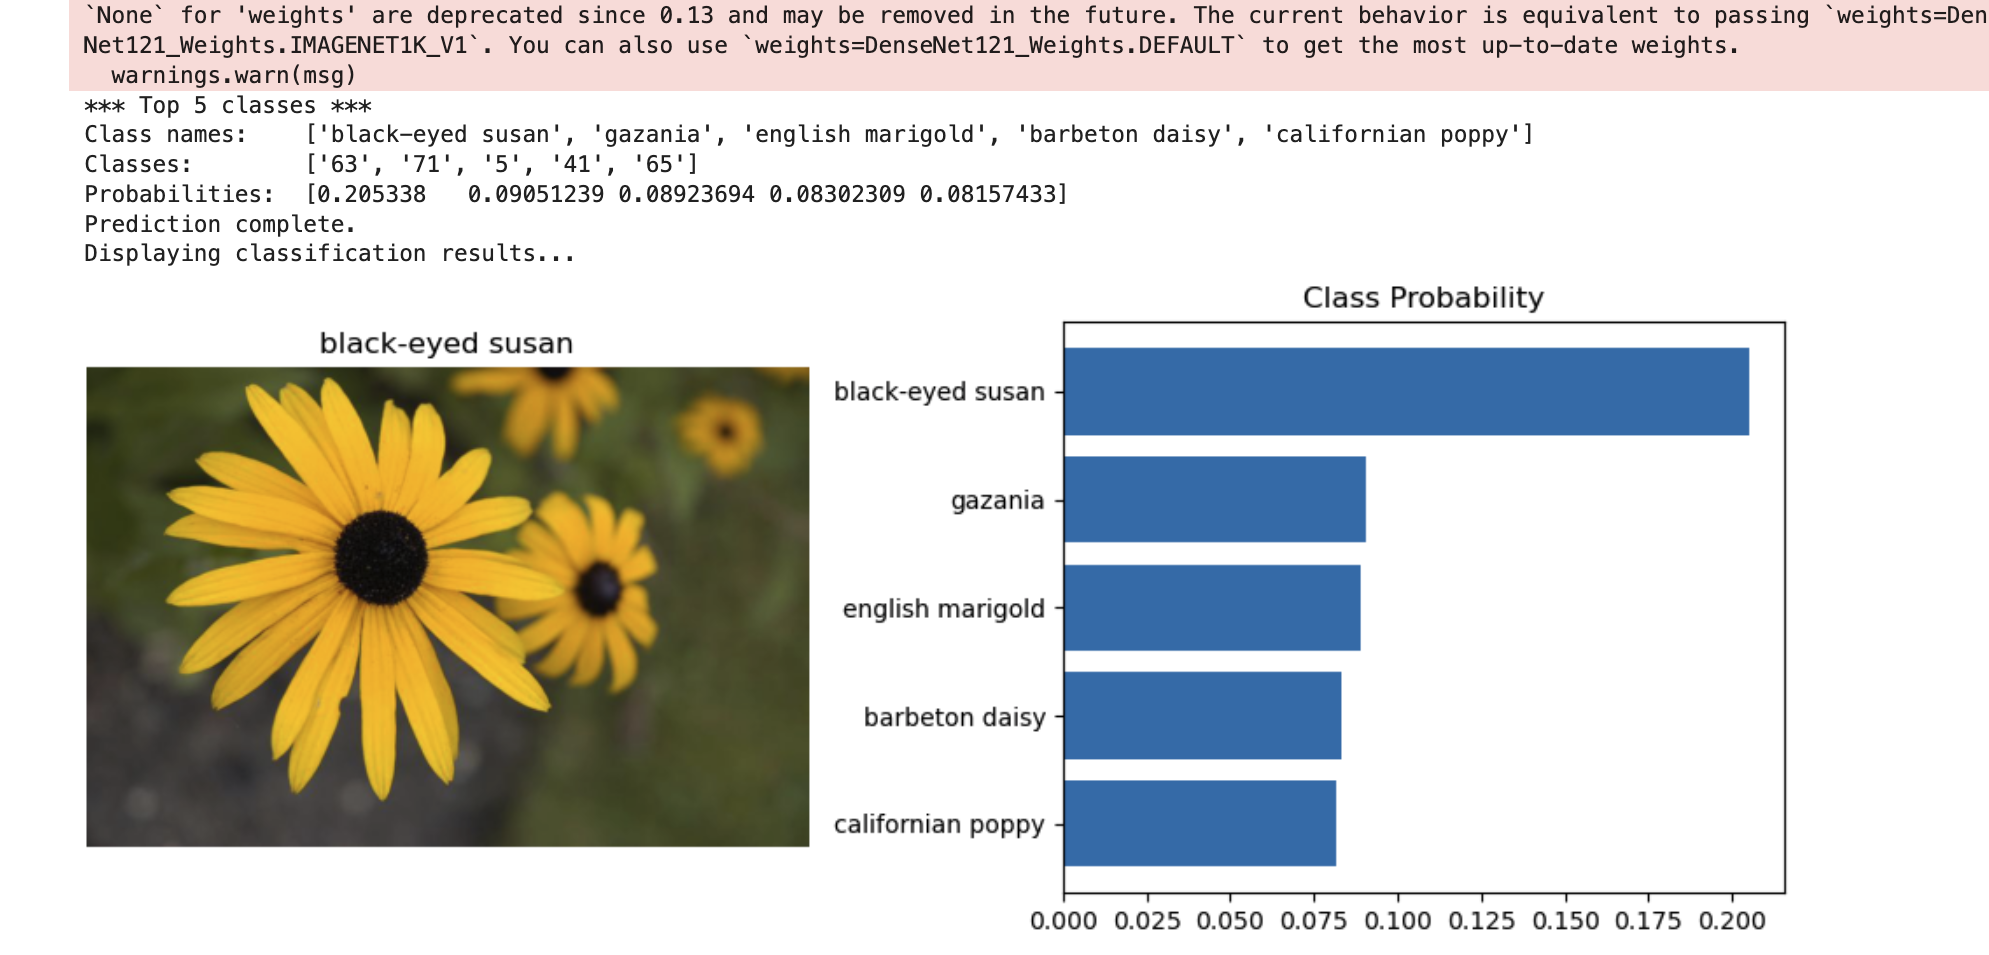 `None` for 'weights' are deprecated since 0.13 and may be removed in the future. The current behavior is equivalent to passing `weights=Den
Net121_Weights.IMAGENET1K_V1`. You can also use `weights=DenseNet121_Weights.DEFAULT` to get the most up-to-date weights.
  warnings.warn(msg)
*** Top 5 classes ***
Class names:    ['black-eyed susan', 'gazania', 'english marigold', 'barbeton daisy', 'californian poppy']
Classes:        ['63', '71', '5', '41', '65']
Probabilities:  [0.205338   0.09051239 0.08923694 0.08302309 0.08157433]
Prediction complete.
Displaying classification results...
black-eyed susan
Class Probability
black-eyed susan
gazania
english marigold
barbeton daisy
californian poppy
0.000 0.025 0.050 0.075 0.100 0.125 0.150 0.175 0.200